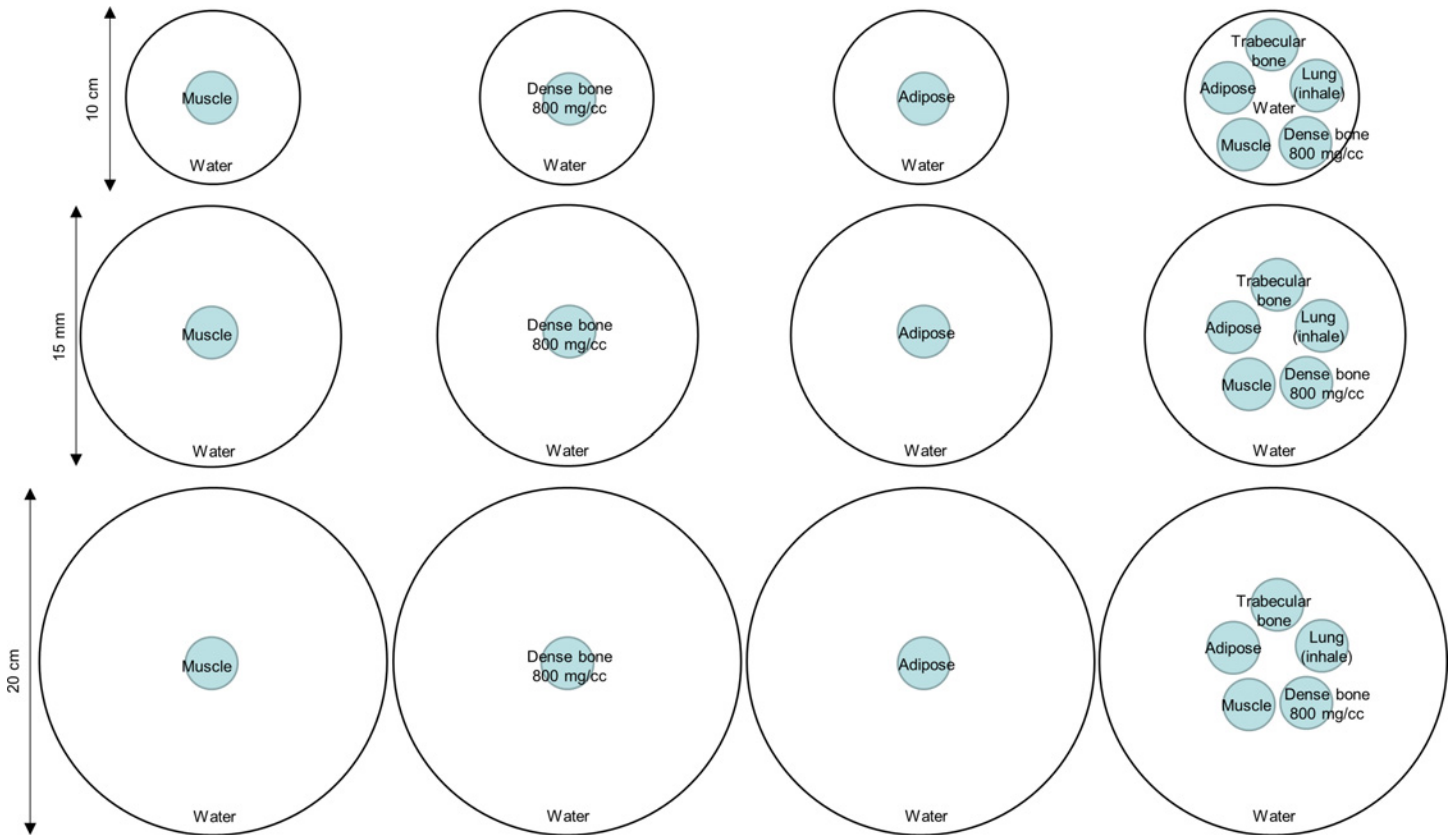 10 cm
Muscle
Water
Dense bone
800 mg/cc
Water
Adipose
Water
Trabecular
bone
Adipose
Lung
(inhale)
Water
Muscle
Dense bone
800 mg/cc
15 mm
Muscle
Water
Dense bone
800 mg/cc
Water
Adipose
Water
Trabecular
bone
Adipose
Lung
(inhale)
Muscle
Dense bone
800 mg/cc
Water
20 cm
Muscle
Water
Dense bone
800 mg/cc
Water
Adipose
Water
Trabecular
bone
Adipose
Lung
(inhale)
Muscle
Dense bone
800 mg/cc
Water